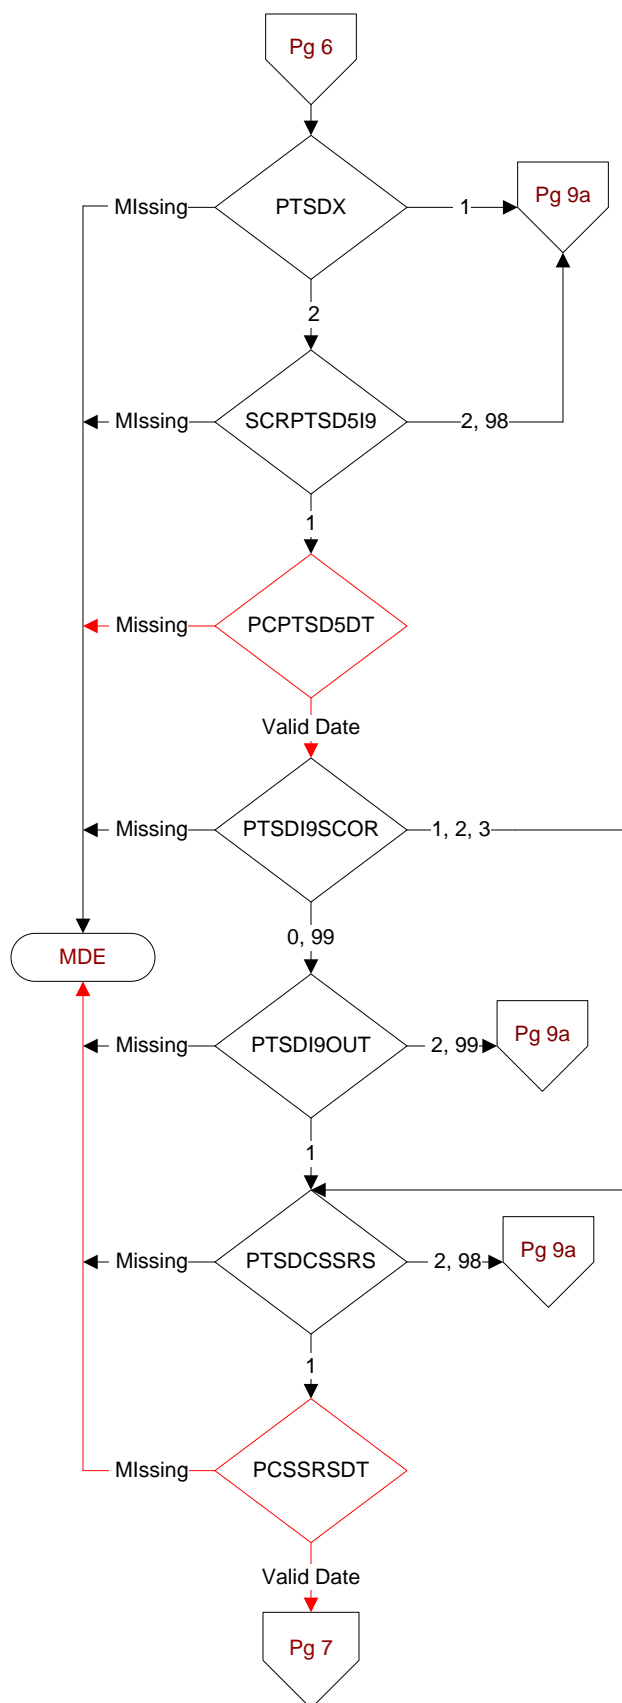 Pg 6
PTSDX
MIssing
1
Pg 9a
2
SCRPTSD5I9
MIssing
2, 98
1
PCPTSD5DT
Missing
Valid Date
PTSDI9SCOR
Missing
1, 2, 3
0, 99
MDE
PTSDI9OUT
Missing
2, 99
Pg 9a
1
PTSDCSSRS
Missing
2, 98
Pg 9a
1
PCSSRSDT
MIssing
Valid Date
Pg 7